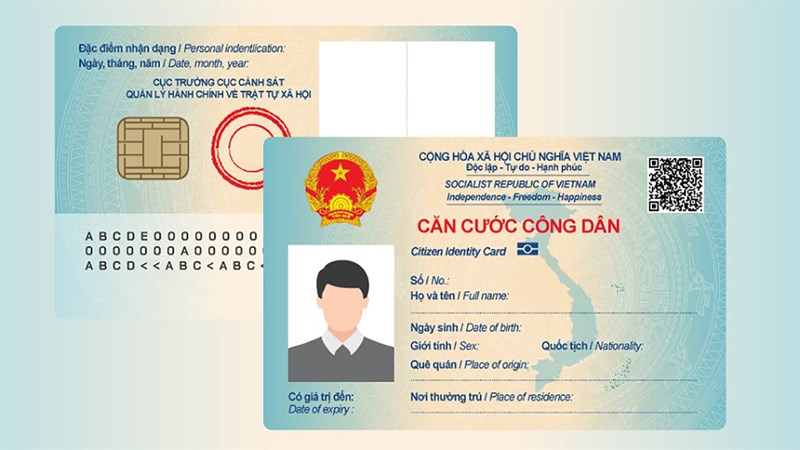 Đặc điểm nhận dạng / Personal indentlication:
Ngày, tháng, năm / Date, month, year:
CỤC TRƯỞNG CỤC CẢNH SÁT
QUẢN LÝ HÀNH CHÍNH VỀ TRẬT TỰ XÃ HỘI
ABCDE00000000
0000000A00000
ABCD<<ABC<ABC<
CỘNG HÒA XÃ HỘI CHỦ NGHĨA VIỆT NAM
Độc lập - Tự do - Hạnh phúc
SOCIALIST REPUBLIC OF VIETNAM
Independence - Freedom - Happiness
CĂN CƯỚC CÔNG DÂN
Citizen Identity Card
Số / No.:
Họ và tên / Full name:
Ngày sinh / Date of birth:
Giới tính / Sex: Quốc tịch / Nationality:
Quê quán / Place of origin:
Có giá trị đến: Nơi thường trú / Place of residence:
Date of expiry :